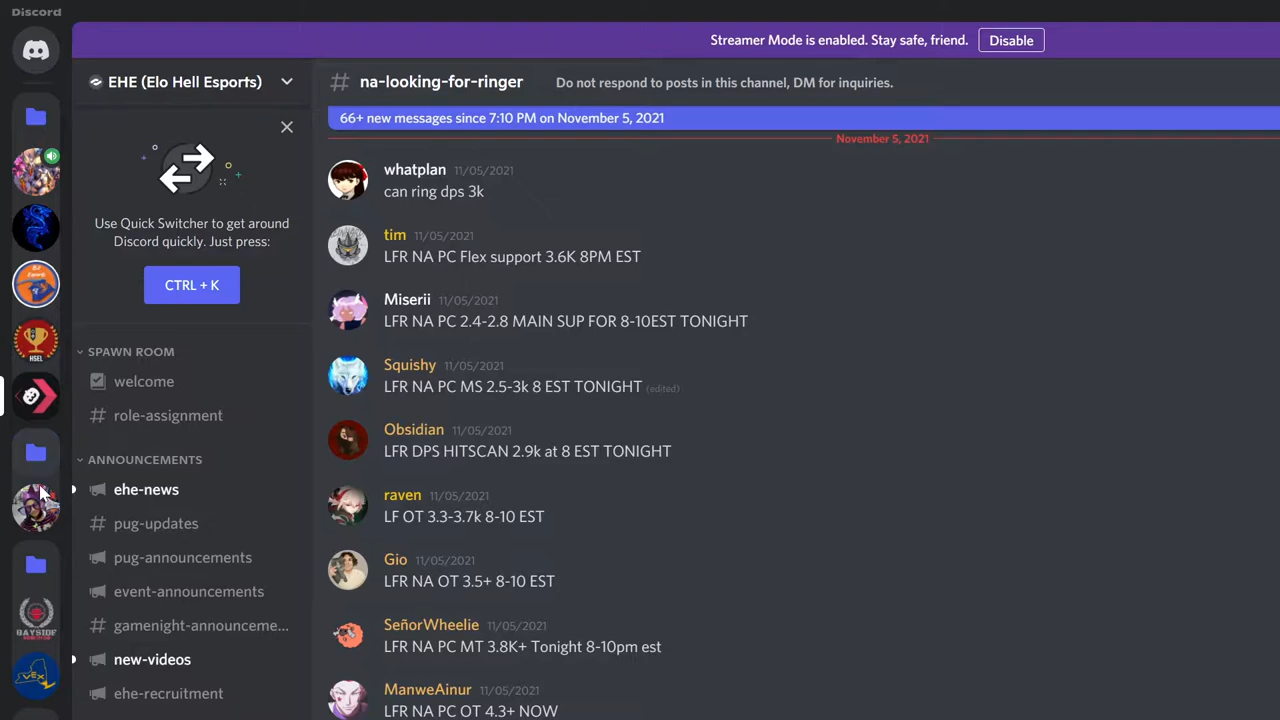 Discord
Streamer Mode is enabled. Stay safe, friend.
Disable
EHE (Elo Hell Esports)
# na-looking-for-ringer
Do not respond to posts in this channel, DM for inquiries.
66+ new messages since 7:10 PM on November 5, 2021
November 5, 2021
Use Quick Switcher to get around
Discord quickly. Just press:
CTRL + K
SPAWN ROOM
welcome
# role-assignment
ANNOUNCEMENTS
ehe-news
# pug-updates
pug-announcements
event-announcements
# gamenight-announceme...
new-videos
ehe-recruitment
HSEL
BAYSIDE
VEX
whatplan 11/05/2021
can ring dps 3k
tim 11/05/2021
LFR NA PC Flex support 3.6K 8PM EST
Miserii 11/05/2021
LFR NA PC 2.4-2.8 MAIN SUP FOR 8-10EST TONIGHT
Squishy 11/05/2021
LFR NA PC MS 2.5-3k 8 EST TONIGHT (edited)
Obsidian 11/05/2021
LFR DPS HITSCAN 2.9k at 8 EST TONIGHT
raven 11/05/2021
LF OT 3.3-3.7k 8-10 EST
Gio 11/05/2021
LFR NA OT 3.5+ 8-10 EST
SeñorWheelie 11/05/2021
LFR NA PC MT 3.8K+ Tonight 8-10pm est
ManweAinur 11/05/2021
LFR NA PC OT 4.3+ NOW